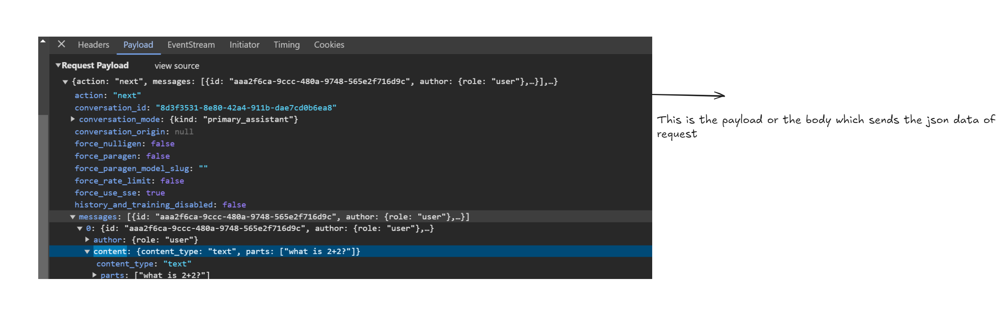 Headers Payload EventStream Initiator Timing Cookies
Request Payload view source
{action: "next", messages: [{id: "aaa2f6ca-9ccc-480a-9748-565e2f716d9c", author: {role: "user"},…}],…}
action: "next"
conversation_id: "8d3f3531-8e80-42a4-911b-dae7cd0b6ea8"
conversation_mode: {kind: "primary_assistant"}
conversation_origin: null
force_nulligen: false
force_paragen: false
force_paragen_model_slug: ""
force_rate_limit: false
force_use_sse: true
history_and_training_disabled: false
messages: [{id: "aaa2f6ca-9ccc-480a-9748-565e2f716d9c", author: {role: "user"},…}]
0: {id: "aaa2f6ca-9ccc-480a-9748-565e2f716d9c", author: {role: "user"},…}
author: {role: "user"}
content: {content_type: "text", parts: ["what is 2+2?"]}
content_type: "text"
parts: ["what is 2+2?"]
This is the payload or the body which sends the json data of
request